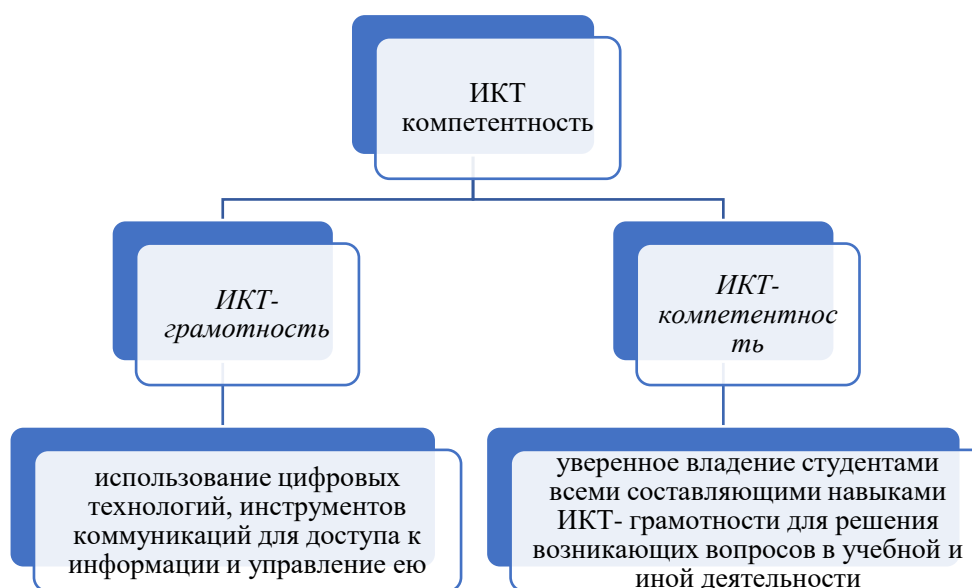 ИКТ
компетентность
ИКТ-
грамотность
ИКТ-
компетентнос
ть
использование цифровых
технологий, инструментов
коммуникаций для доступа к
информации и управление ею
уверенное владение студентами
всеми составляющими навыками
ИКТ- грамотности для решения
возникающих вопросов в учебной и
иной деятельности